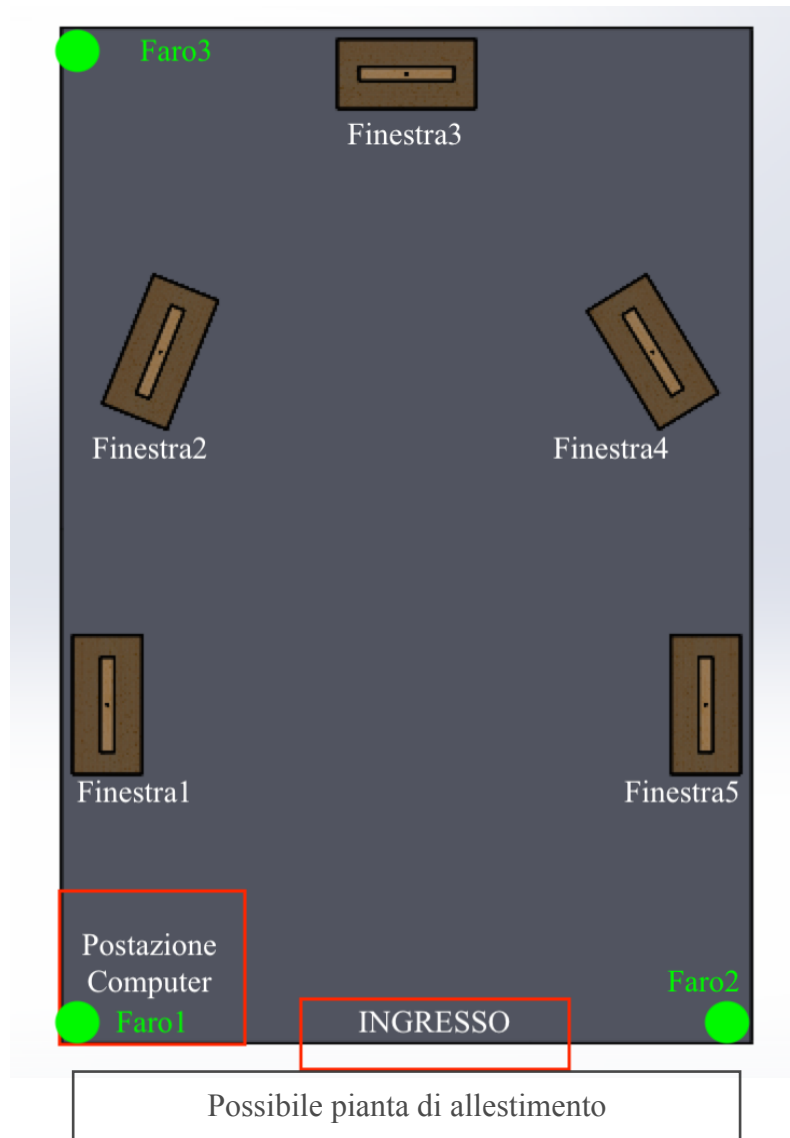 Faro3
Finestra3
Finestra2
Finestra4
Finestra1
Finestra5
Postazione
Computer
Faro2
Faro1
INGRESSO
Possibile pianta di allestimento